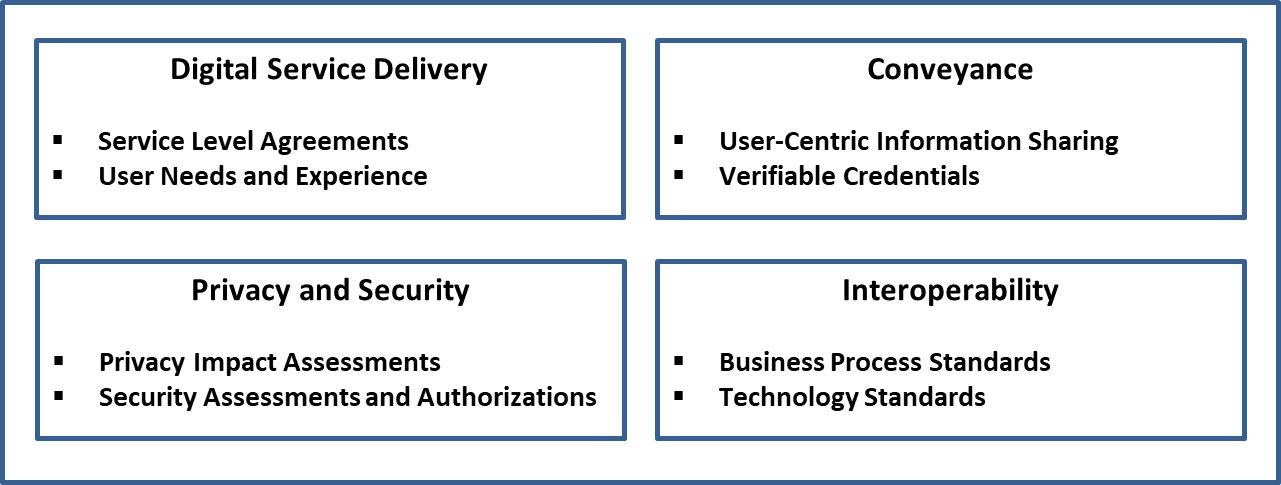 Digital Service Delivery
▪ Service Level Agreements
▪ User Needs and Experience
Conveyance
▪ User-Centric Information Sharing
▪ Verifiable Credentials
Privacy and Security
▪ Privacy Impact Assessments
▪ Security Assessments and Authorizations
Interoperability
▪ Business Process Standards
▪ Technology Standards